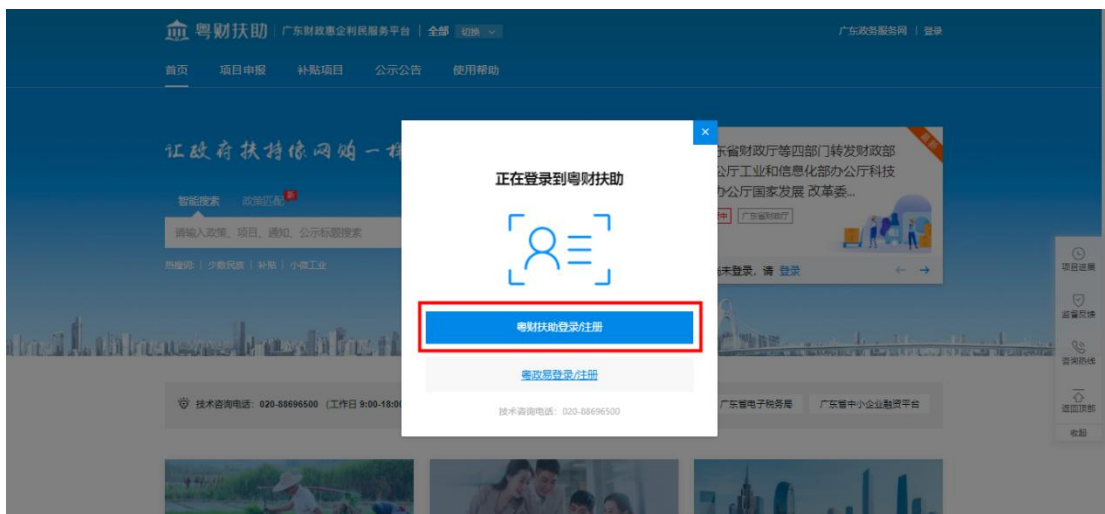 粤财扶助 | 广东财政惠企利民服务平台 | 全部 切换
广东政务服务网 | 登录
首页 项目申报 补贴项目 公示公告 使用帮助
让政府扶持像网购一样
智能搜索 政策匹配
请输入政策、项目、通知、公示标题搜索
热搜词: | 少数民族 | 补贴 | 小微工业
正在登录到粤财扶助
粤财扶助登录/注册
粤政易登录/注册
技术咨询电话: 020-88696500
东省财政厅等四部门转发财政部
公厅工业和信息化部办公厅科技
办公厅国家发展 改革委...
广东省财政厅
未登录, 请 登录
项目进展
监督反馈
咨询热线
返回顶部
收起
技术咨询电话: 020-88696500 (工作日 9:00-18:00
广东省电子税务局 广东省中小企业融资平台